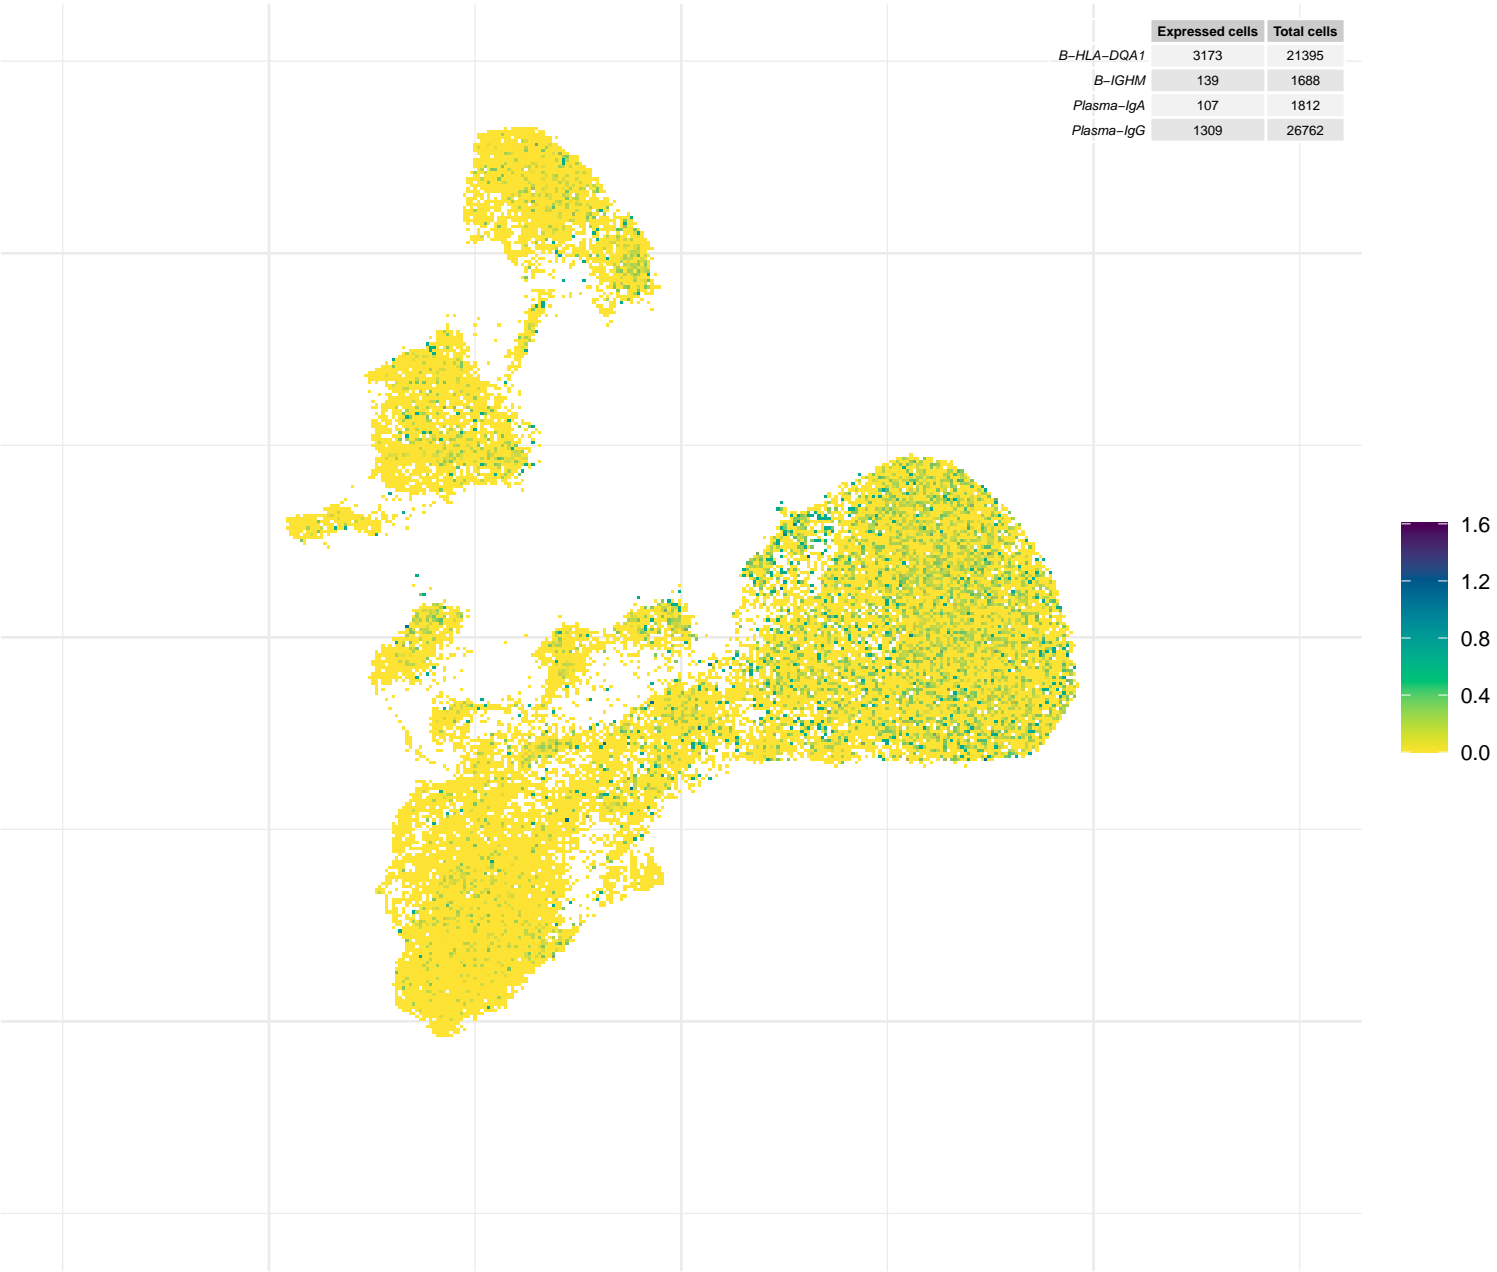 Expressed cells Total cells
B-HLA-DQA1 3173 21395
B-IGHM 139 1688
Plasma-IgA 107 1812
Plasma-IgG 1309 26762
1.6
1.2
0.8
0.4
0.0